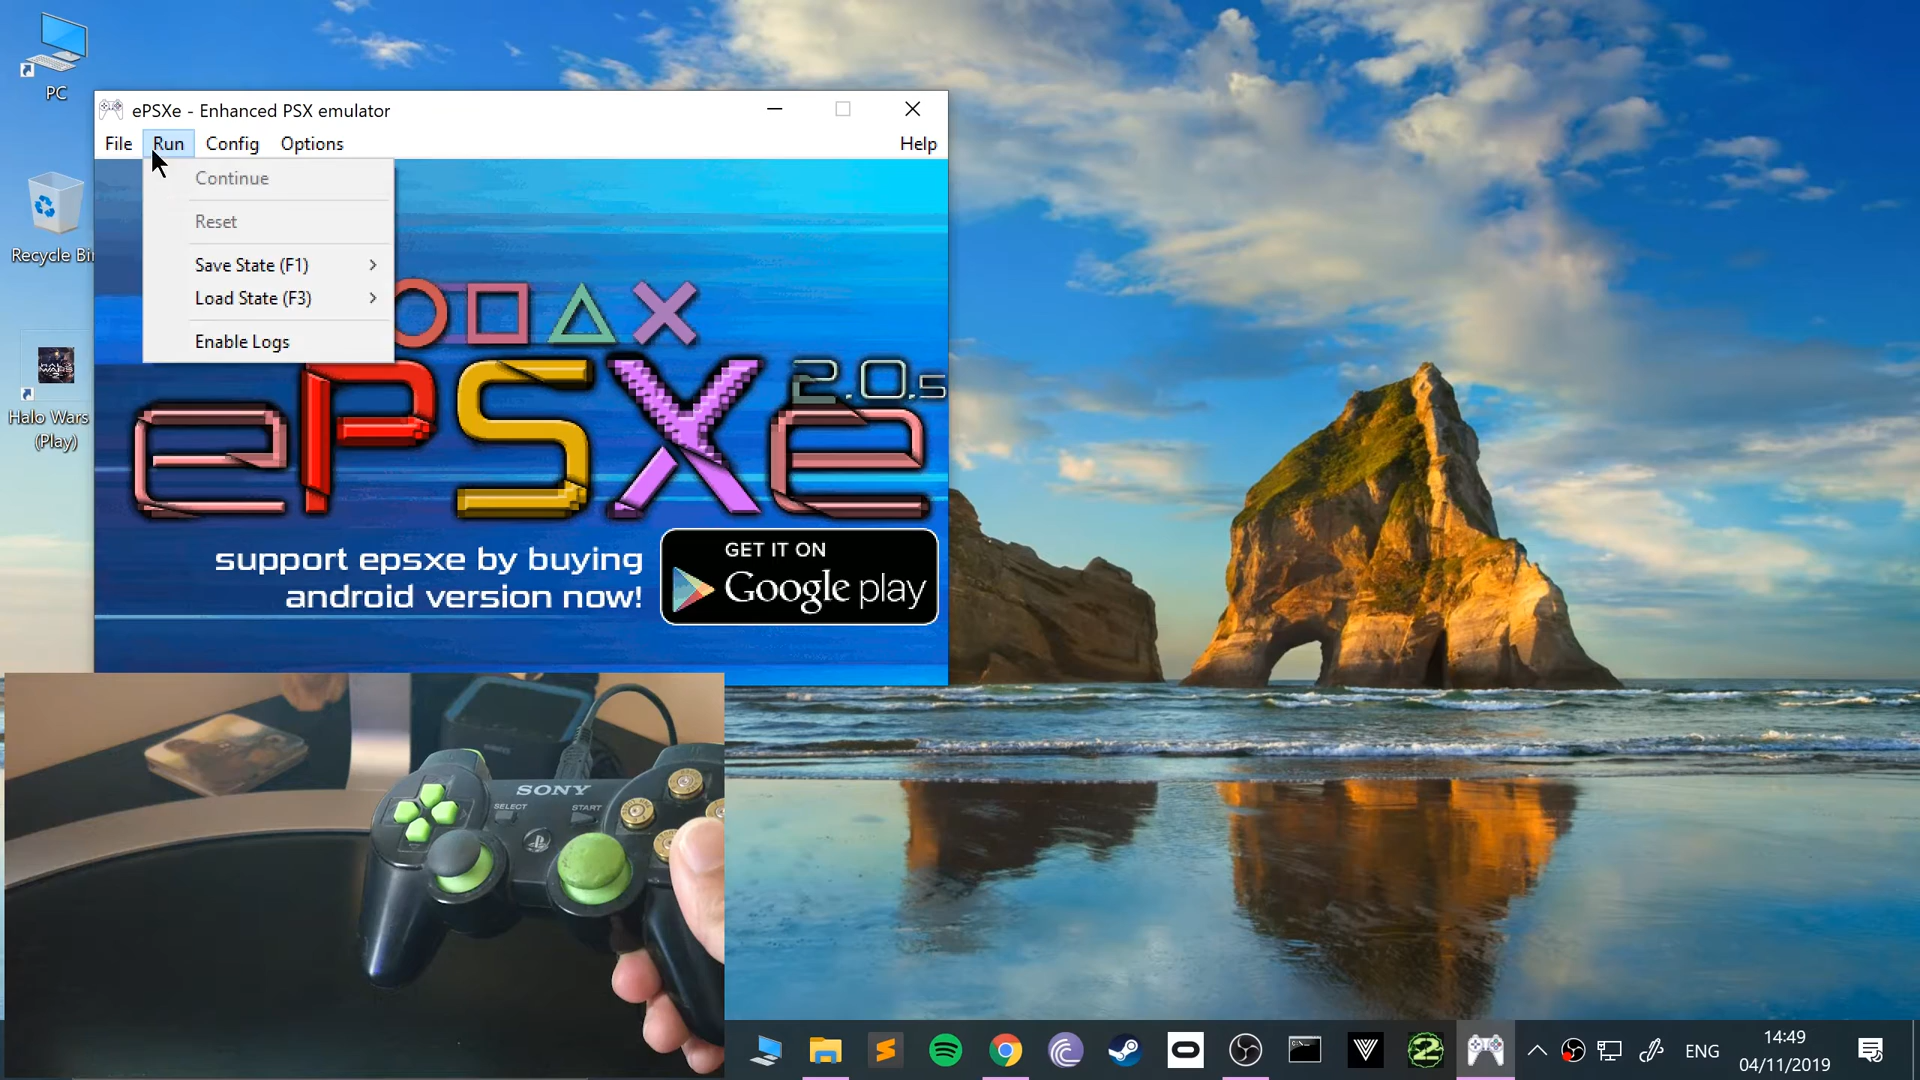 PC
ePSXe - Enhanced PSX emulator
File Run Config Options Help
Continue
Reset
Save State (F1)
Load State (F3)
Enable Logs
Recycle Bi
Halo Wars
(Play)
2.0.5
ePSXe
support epsxe by buying
android version now!
GET IT ON
Google play
SONY
SELECT
START
ENG
14:49
04/11/2019